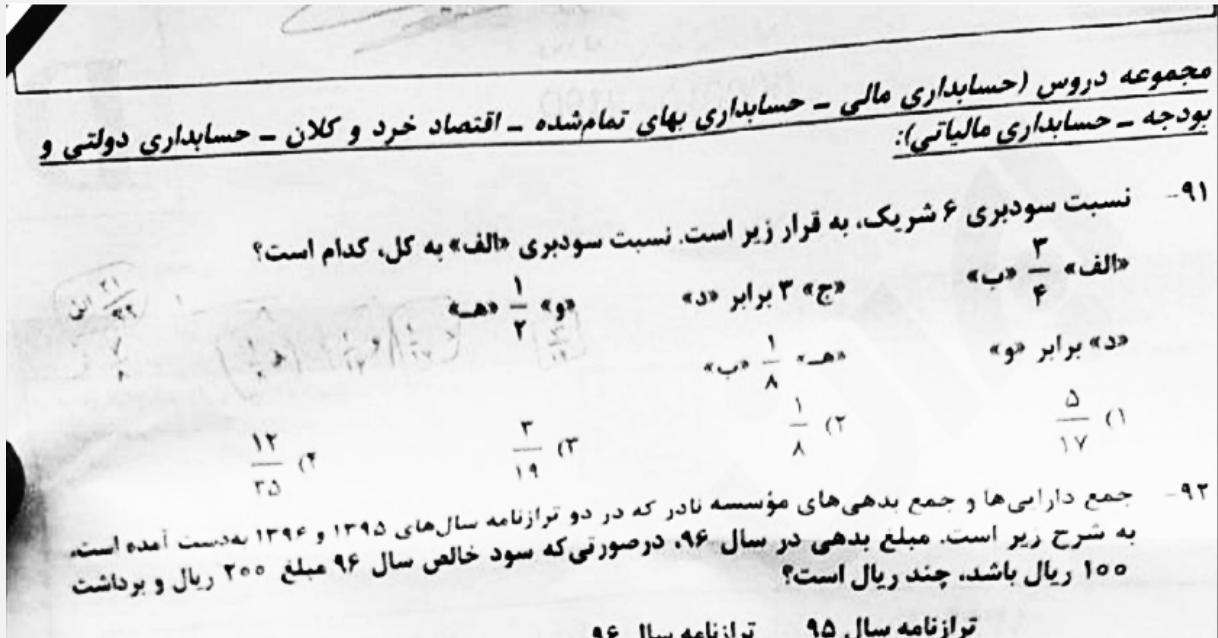 مجموعه دروس (حسابداری مالی ـ حسابداری بهای تمام‌شده ـ اقتصاد خرد و کلان ـ حسابداری دولتی و
بودجه ـ حسابداری مالیاتی):
۹۱- نسبت سودبری ۶ شریک، به قرار زیر است. نسبت سودبری «الف» به کل، کدام است؟
«الف» ۳/۴ «ب» «ج» ۳ برابر «د» «و» ۱/۲ «هـ»
«د» برابر «و» «هـ» ۱/۸ «ب»
۱) ۵/۱۷ ۲) ۱/۸ ۳) ۳/۱۹ ۴) ۱۲/۳۵
۹۲- جمع دارایی‌ها و جمع بدهی‌های مؤسسه نادر که در دو ترازنامه سال‌های ۱۳۹۵ و ۱۳۹۶ به‌دست آمده است،
به شرح زیر است. مبلغ بدهی در سال ۹۶، درصورتی‌که سود خالص سال ۹۶ مبلغ ۲۰۰ ریال و برداشت
۱۰۰ ریال باشد، چند ریال است؟
ترازنامه سال ۹۵ ترازنامه سال ۹۶